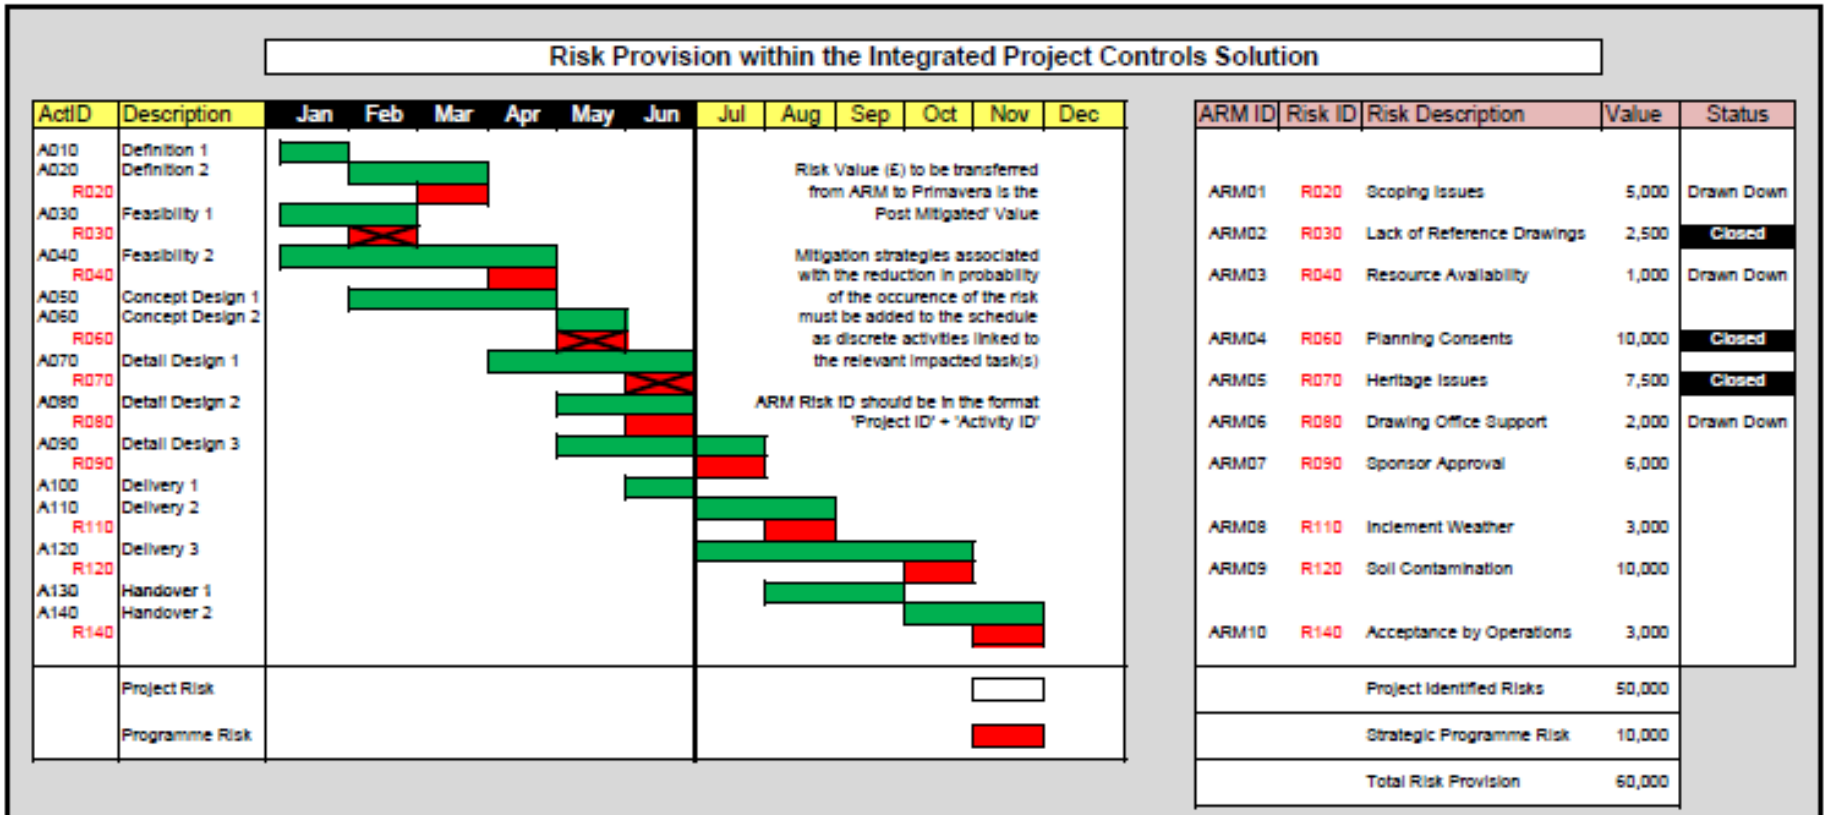 Risk Provision within the Integrated Project Controls Solution
ActID Description Jan Feb Mar Apr May Jun Jul Aug Sep Oct Nov Dec
A010 Definition 1
A020 Definition 2
R020
A030 Feasibility 1
R030
A040 Feasibility 2
R040
A050 Concept Design 1
A060 Concept Design 2
R060
A070 Detail Design 1
R070
A080 Detail Design 2
R080
A090 Detail Design 3
R090
A100 Delivery 1
A110 Delivery 2
R110
A120 Delivery 3
R120
A130 Handover 1
A140 Handover 2
R140
Project Risk
Programme Risk
Risk Value (£) to be transferred
from ARM to Primavera is the
Post Mitigated' Value
Mitigation strategies associated
with the reduction in probability
of the occurence of the risk
must be added to the schedule
as discrete activities linked to
the relevant impacted task(s)
ARM Risk ID should be in the format
'Project ID' + 'Activity ID'
ARM ID Risk ID Risk Description Value Status
ARM01 R020 Scoping Issues 5,000 Drawn Down
ARM02 R030 Lack of Reference Drawings 2,500 Closed
ARM03 R040 Resource Availability 1,000 Drawn Down
ARM04 R060 Planning Consents 10,000 Closed
ARM05 R070 Heritage Issues 7,500 Closed
ARM06 R080 Drawing Office Support 2,000 Drawn Down
ARM07 R090 Sponsor Approval 6,000
ARM08 R110 Inclement Weather 3,000
ARM09 R120 Soil Contamination 10,000
ARM10 R140 Acceptance by Operations 3,000
Project Identified Risks 50,000
Strategic Programme Risk 10,000
Total Risk Provision 60,000